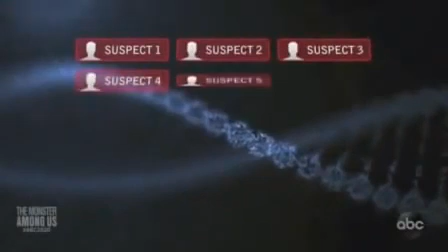 SUSPECT 1
SUSPECT 2
SUSPECT 3
SUSPECT 4
SUSPECT 5
THE MONSTER
AMONG US
abc